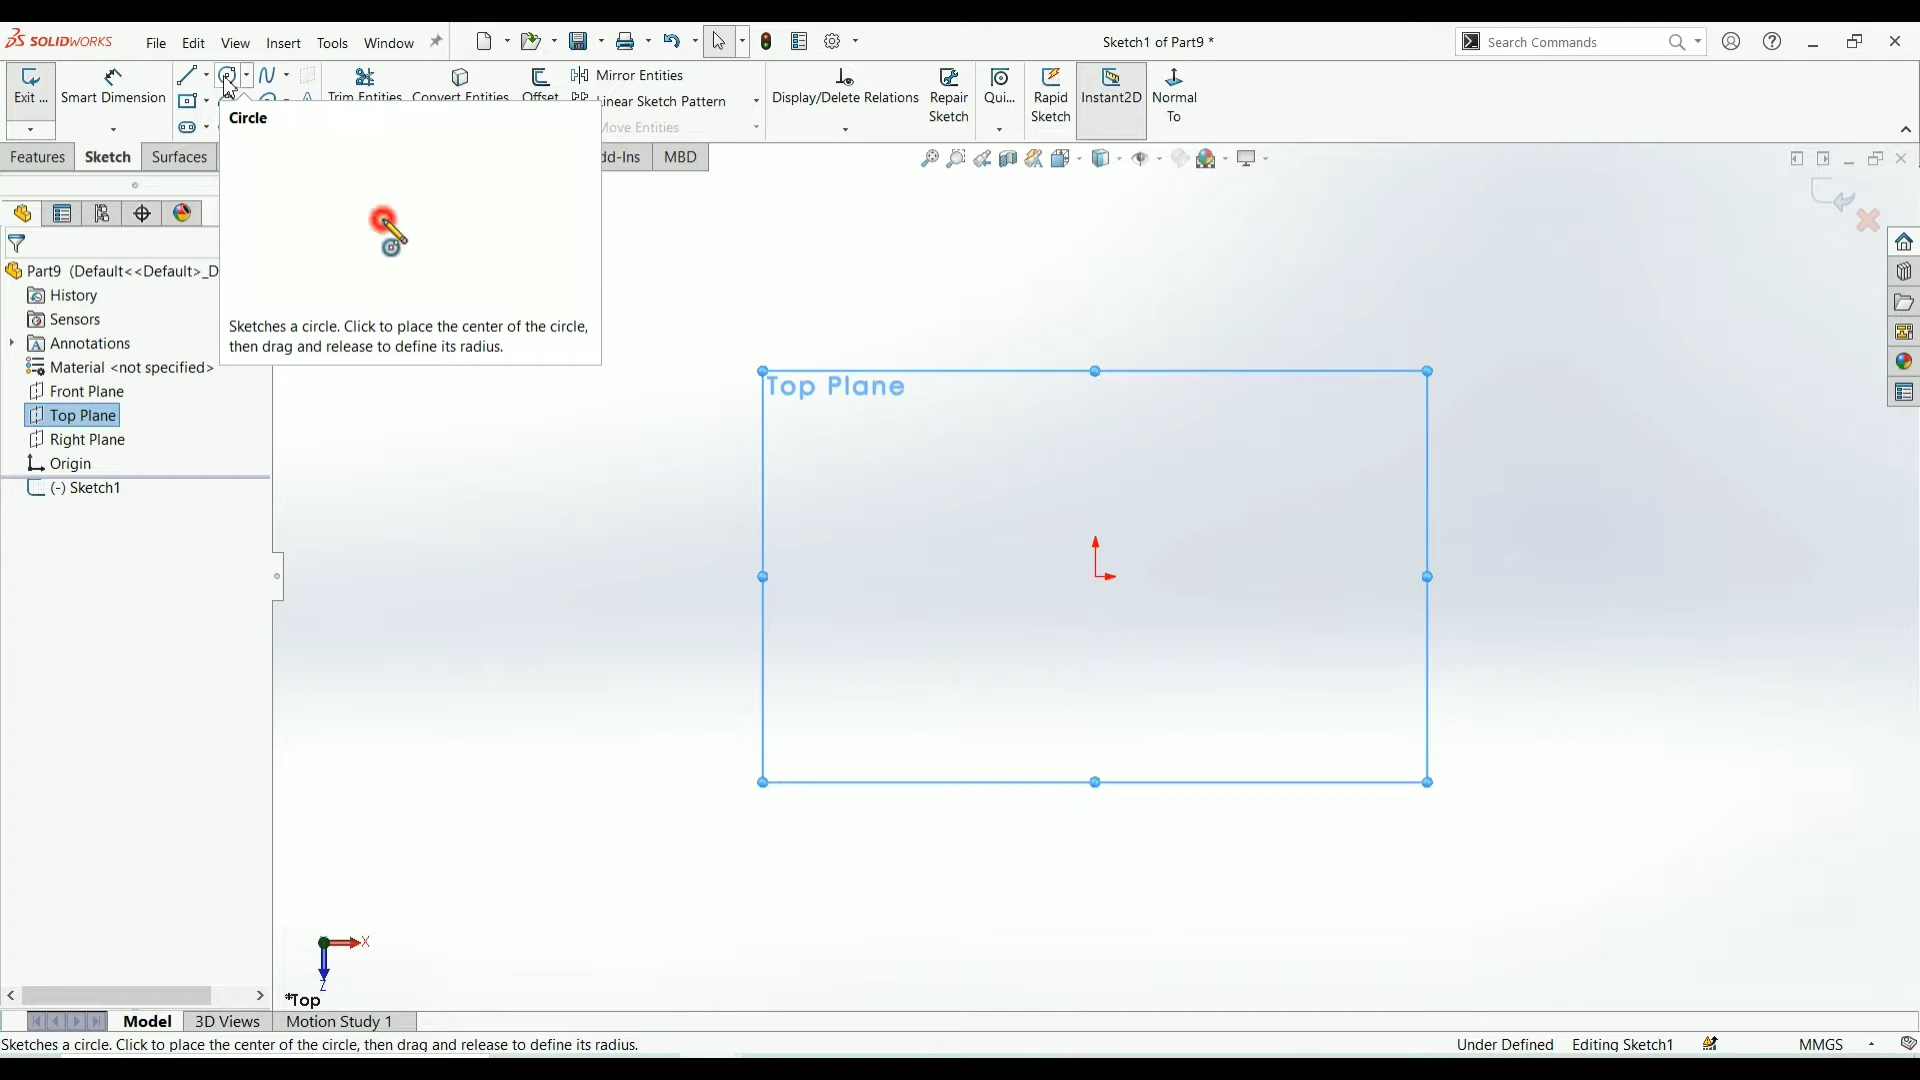 SOLIDWORKS File Edit View Insert Tools Window Sketch1 of Part9 * Search Commands
Exit ... Smart Dimension Trim Entities Convert Entities Offset Mirror Entities Display/Delete Relations Repair Sketch Qui... Rapid Sketch Instant2D Normal To
Linear Sketch Pattern
Move Entities
Features Sketch Surfaces dd-Ins MBD
Circle
Sketches a circle. Click to place the center of the circle,
then drag and release to define its radius.
Part9 (Default<<Default>_D
History
Sensors
Annotations
Material <not specified>
Front Plane
Top Plane
Right Plane
Origin
(-) Sketch1
Top Plane
X
Z
*Top
Model 3D Views Motion Study 1
Sketches a circle. Click to place the center of the circle, then drag and release to define its radius. Under Defined Editing Sketch1 MMGS